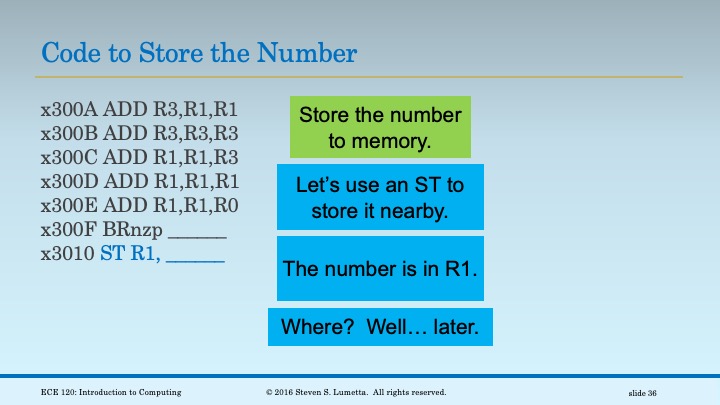 Code to Store the Number
x300A ADD R3,R1,R1
x300B ADD R3,R3,R3
x300C ADD R1,R1,R3
x300D ADD R1,R1,R1
x300E ADD R1,R1,R0
x300F BRnzp ______
x3010 ST R1, ______
Store the number
to memory.
Let’s use an ST to
store it nearby.
The number is in R1.
Where?  Well… later.
ECE 120: Introduction to Computing
© 2016 Steven S. Lumetta.  All rights reserved.
slide 36